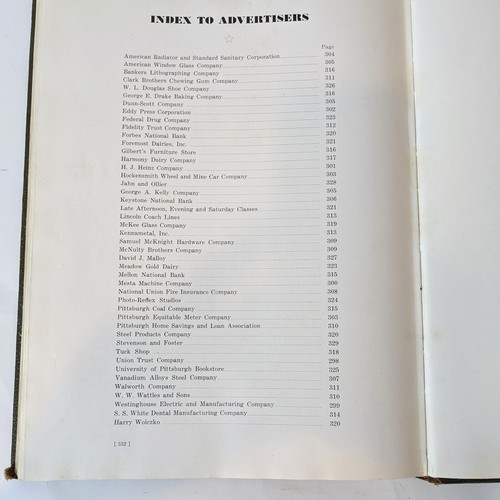 INDEX TO ADVERTISERS
Page
American Radiator and Standard Sanitary Corporation 304
American Window Glass Company 305
Bankers Lithographing Company 316
Clark Brothers Chewing Gum Company 311
W. L. Douglas Shoe Company 326
George E. Drake Baking Company 316
Dunn-Scott Company 305
Eddy Press Corporation 302
Federal Drug Company 323
Fidelity Trust Company 312
Forbes National Bank 320
Foremost Dairies, Inc. 321
Gilbert's Furniture Store 316
Harmony Dairy Company 317
H. J. Heinz Company 301
Hockensmith Wheel and Mine Car Company 303
Jahn and Ollier 328
George A. Kelly Company 305
Keystone National Bank 306
Late Afternoon, Evening and Saturday Classes 321
Lincoln Coach Lines 313
McKee Glass Company 319
Kennametal, Inc. 313
Samuel McKnight Hardware Company 309
McNulty Brothers Company 309
David J. Malloy 327
Meadow Gold Dairy 323
Mellon National Bank 315
Mesta Machine Company 300
National Union Fire Insurance Company 308
Photo-Reflex Studios 324
Pittsburgh Coal Company 315
Pittsburgh Equitable Meter Company 303
Pittsburgh Home Savings and Loan Association 310
Steel Products Company 320
Stevenson and Foster 329
Tuck Shop 318
Union Trust Company 298
University of Pittsburgh Bookstore 325
Vanadium Alloys Steel Company 307
Walworth Company 311
W. W. Wattles and Sons 310
Westinghouse Electric and Manufacturing Company 299
S. S. White Dental Manufacturing Company 314
Harry Wolczko 320
[ 332 ]